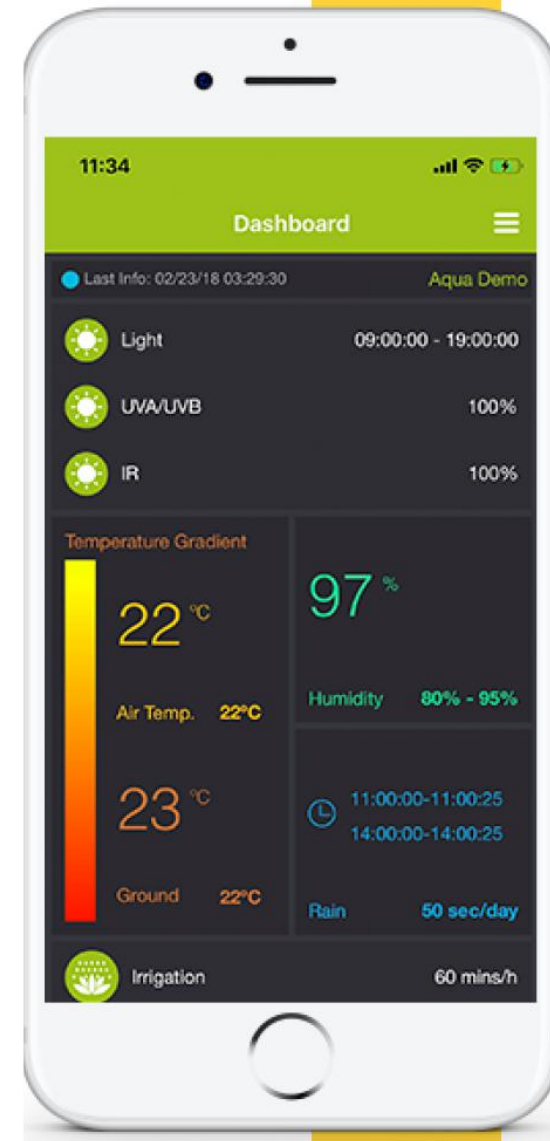 11:34
Dashboard
Last Info: 02/23/18 03:29:30 Aqua Demo
Light 09:00:00 - 19:00:00
UVA/UVB 100%
IR 100%
Temperature Gradient
22 °C
Air Temp. 22°C
23 °C
Ground 22°C
97 %
Humidity 80% - 95%
11:00:00-11:00:25
14:00:00-14:00:25
Rain 50 sec/day
Irrigation 60 mins/h